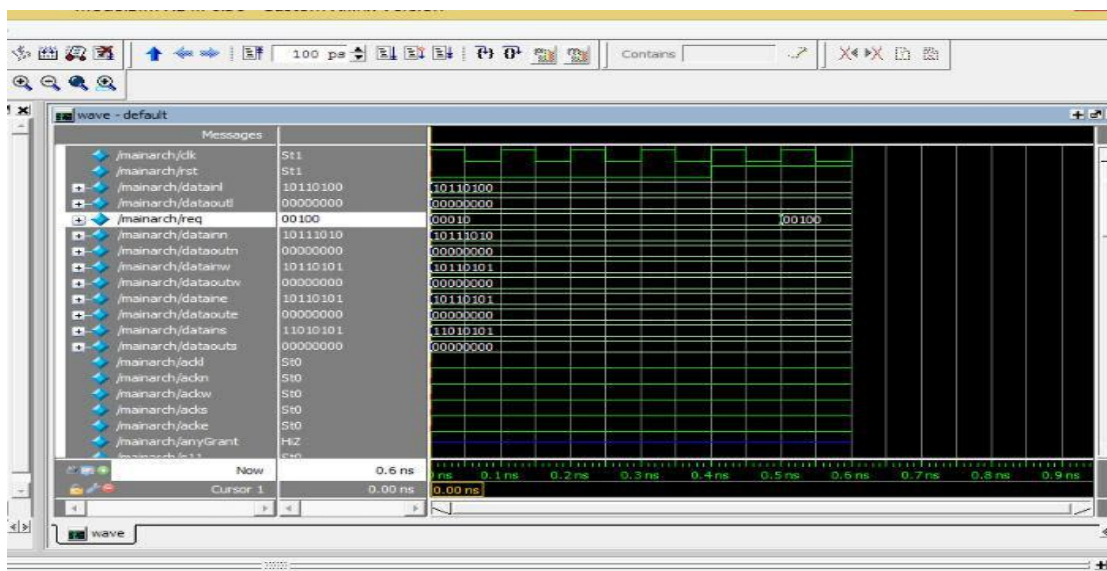 100 ps
Contains
wave - default
Messages
/mainarch/clk St1
/mainarch/rst St1
/mainarch/datainl 10110100 10110100
/mainarch/dataoutl 00000000 00000000
/mainarch/req 00100 00010 00100
/mainarch/datainn 10111010 10111010
/mainarch/dataoutn 00000000 00000000
/mainarch/datainw 10110101 10110101
/mainarch/dataoutw 00000000 00000000
/mainarch/dataine 10110101 10110101
/mainarch/dataoute 00000000 00000000
/mainarch/datains 11010101 11010101
/mainarch/dataouts 00000000 00000000
/mainarch/ackl St0
/mainarch/ackn St0
/mainarch/ackw St0
/mainarch/acks St0
/mainarch/acke St0
/mainarch/anyGrant HiZ
Now 0.6 ns ns 0.1 ns 0.2 ns 0.3 ns 0.4 ns 0.5 ns 0.6 ns 0.7 ns 0.8 ns 0.9 ns
Cursor 1 0.00 ns 0.00 ns
wave